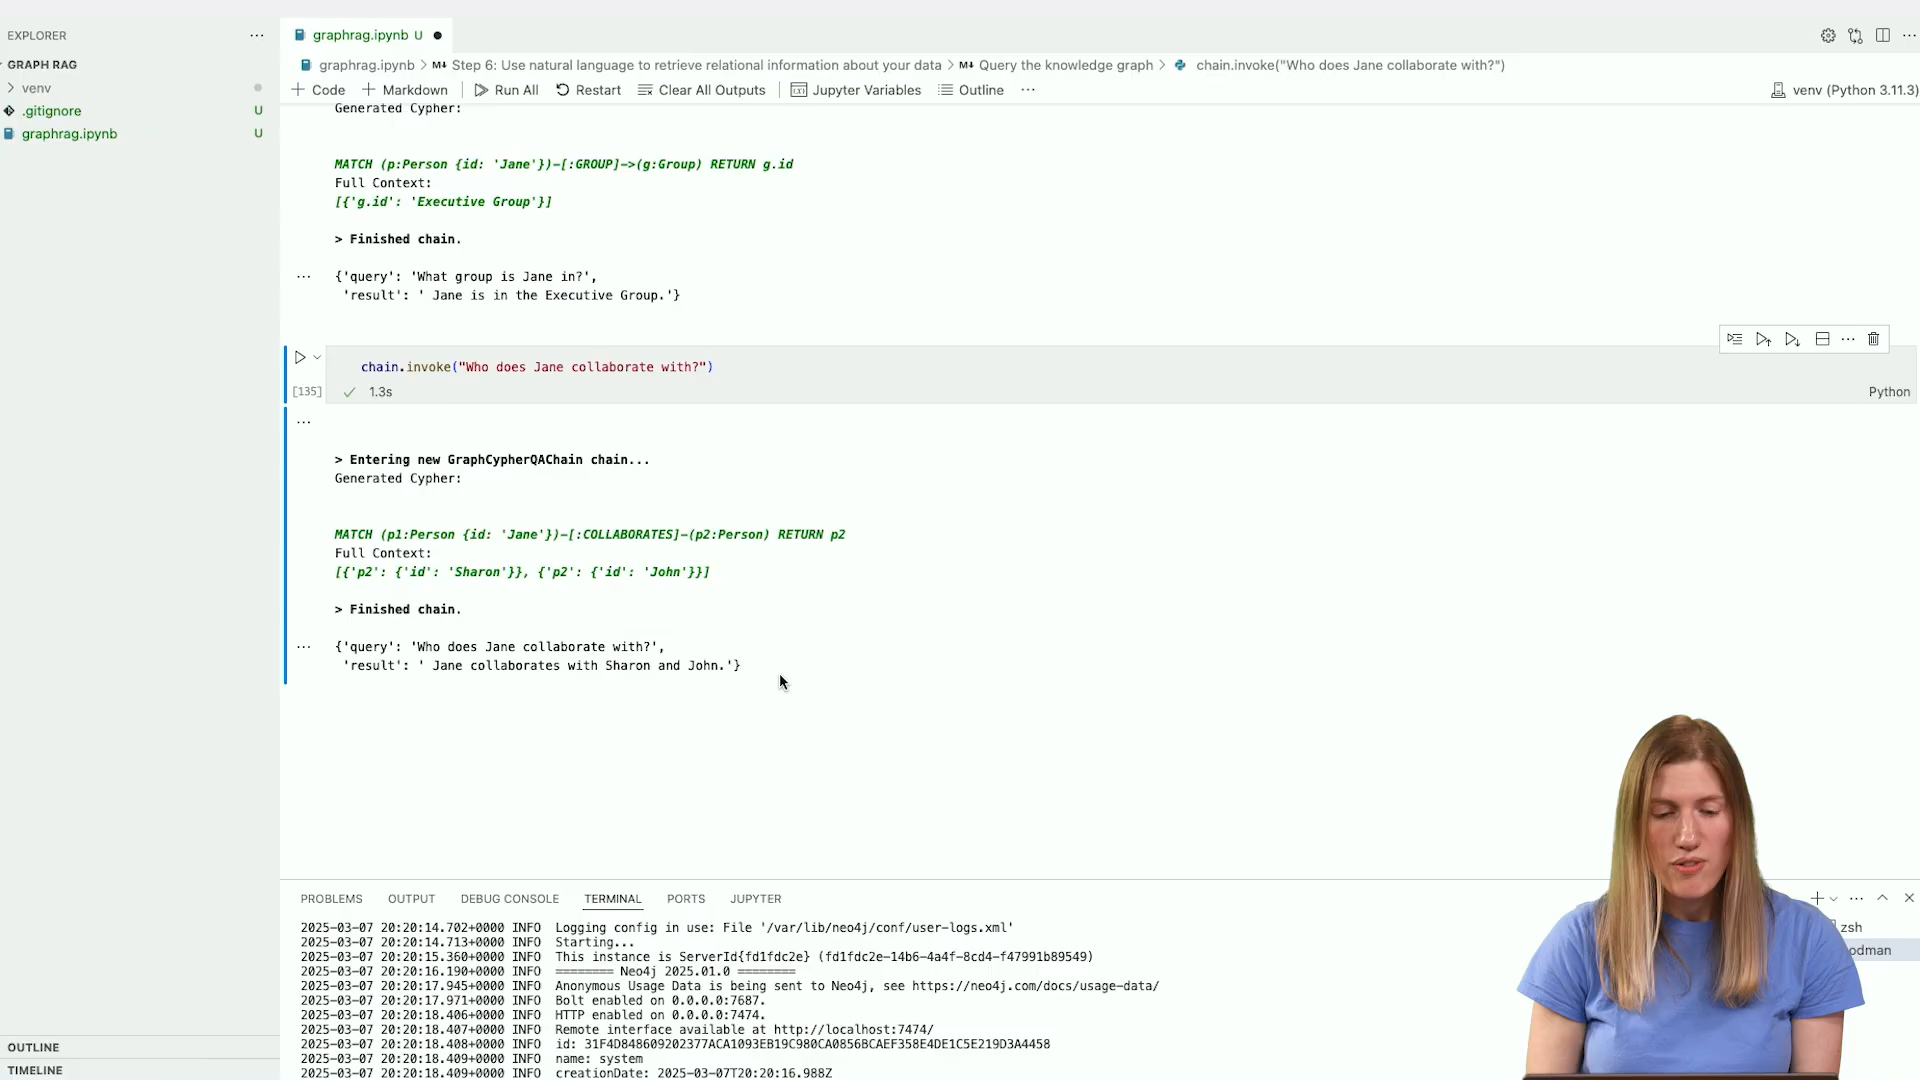 EXPLORER
graphrag.ipynb U
GRAPH RAG
venv
.gitignore U
graphrag.ipynb U
graphrag.ipynb > M↓ Step 6: Use natural language to retrieve relational information about your data > M↓ Query the knowledge graph > chain.invoke("Who does Jane collaborate with?")
+ Code + Markdown | Run All Restart Clear All Outputs | Jupyter Variables Outline ···
venv (Python 3.11.3)
Generated Cypher:
MATCH (p:Person {id: 'Jane'})-[:GROUP]->(g:Group) RETURN g.id
Full Context:
[{'g.id': 'Executive Group'}]
> Finished chain.
{'query': 'What group is Jane in?',
'result': ' Jane is in the Executive Group.'}
chain.invoke("Who does Jane collaborate with?")
[135] 1.3s
Python
> Entering new GraphCypherQAChain chain...
Generated Cypher:
MATCH (p1:Person {id: 'Jane'})-[:COLLABORATES]-(p2:Person) RETURN p2
Full Context:
[{'p2': {'id': 'Sharon'}}, {'p2': {'id': 'John'}}]
> Finished chain.
{'query': 'Who does Jane collaborate with?',
'result': ' Jane collaborates with Sharon and John.'}
PROBLEMS OUTPUT DEBUG CONSOLE TERMINAL PORTS JUPYTER
2025-03-07 20:20:14.702+0000 INFO Logging config in use: File '/var/lib/neo4j/conf/user-logs.xml'
2025-03-07 20:20:14.713+0000 INFO Starting...
2025-03-07 20:20:15.360+0000 INFO This instance is ServerId{fd1fdc2e} (fd1fdc2e-14b6-4a4f-8cd4-f47991b89549)
2025-03-07 20:20:16.190+0000 INFO ======== Neo4j 2025.01.0 ========
2025-03-07 20:20:17.945+0000 INFO Anonymous Usage Data is being sent to Neo4j, see https://neo4j.com/docs/usage-data/
2025-03-07 20:20:17.971+0000 INFO Bolt enabled on 0.0.0.0:7687.
2025-03-07 20:20:18.406+0000 INFO HTTP enabled on 0.0.0.0:7474.
2025-03-07 20:20:18.407+0000 INFO Remote interface available at http://localhost:7474/
2025-03-07 20:20:18.408+0000 INFO id: 31F4D848609202377ACA1093EB19C980CA0856BCAEF358E4DE1C5E219D3A4458
2025-03-07 20:20:18.409+0000 INFO name: system
2025-03-07 20:20:18.409+0000 INFO creationDate: 2025-03-07T20:20:16.988Z
zsh
odman
OUTLINE
TIMELINE